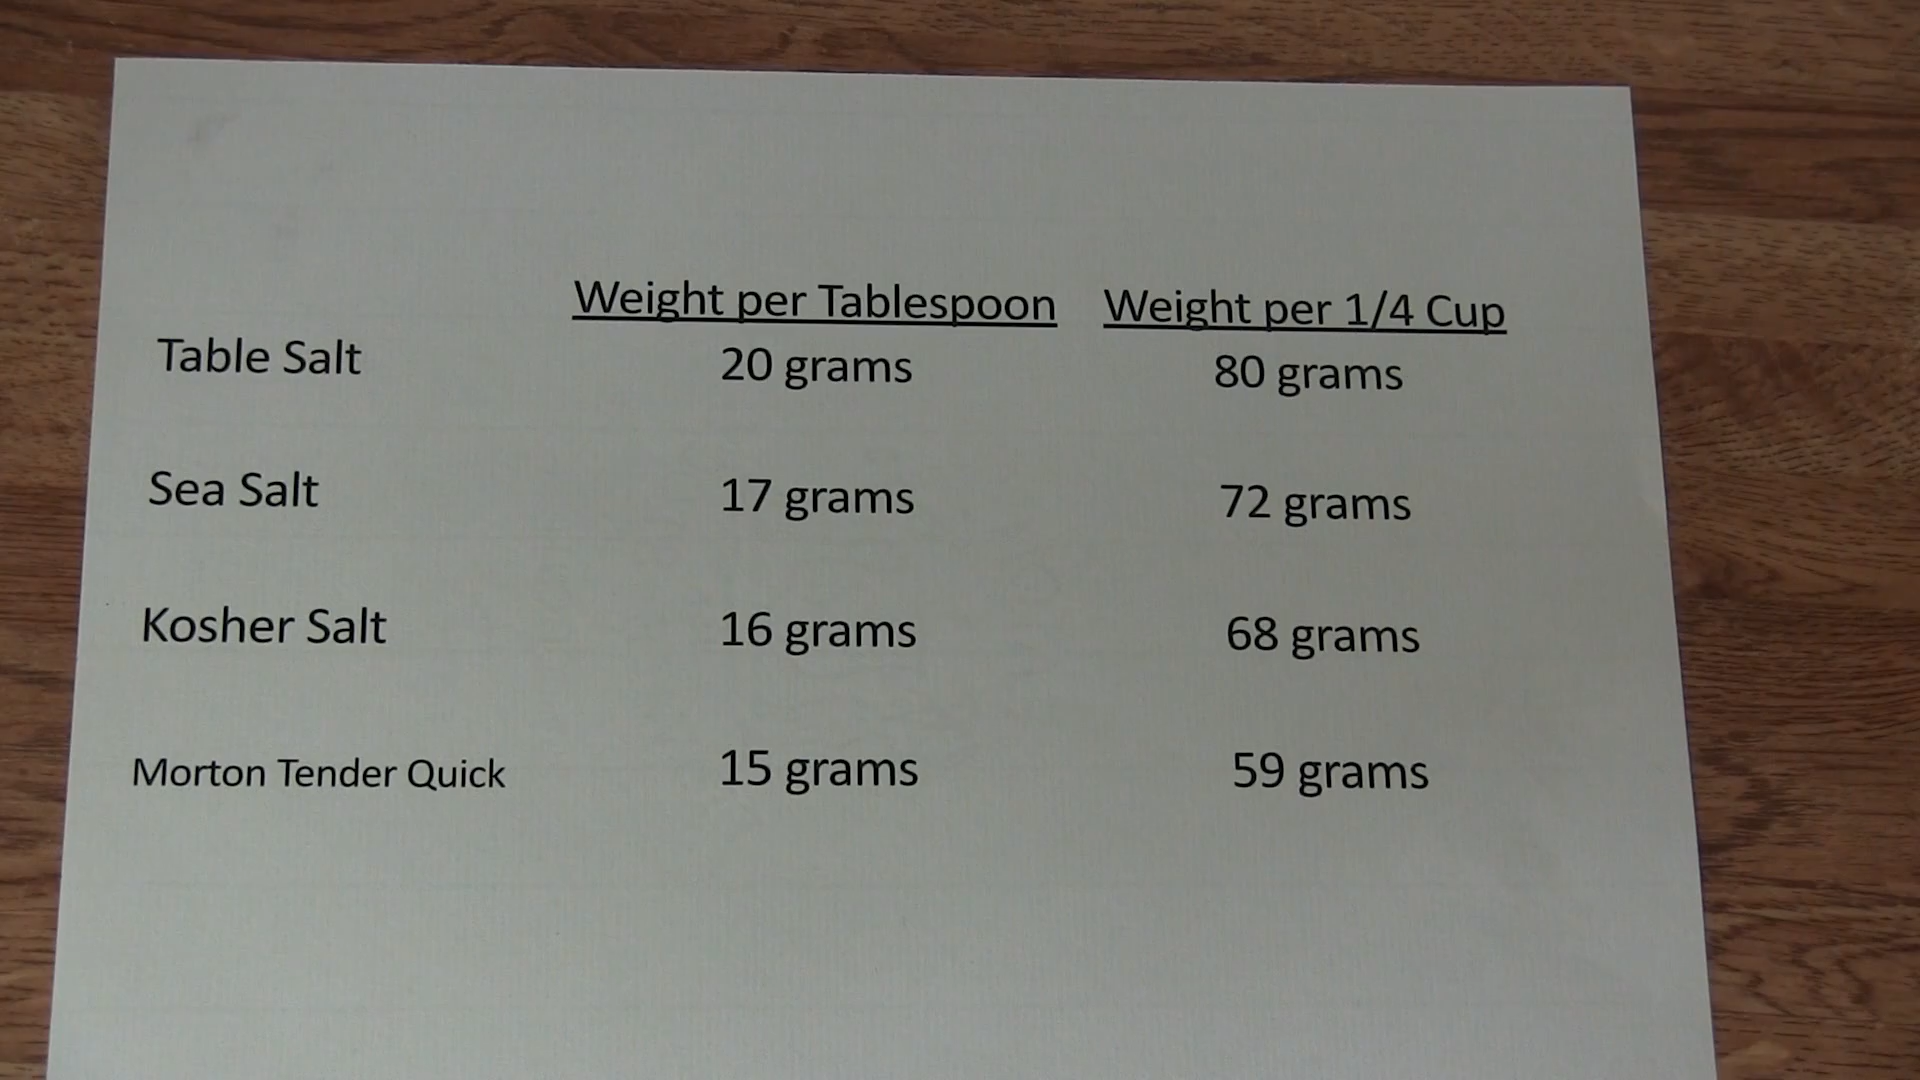 Weight per Tablespoon Weight per 1/4 Cup
Table Salt 20 grams 80 grams
Sea Salt 17 grams 72 grams
Kosher Salt 16 grams 68 grams
Morton Tender Quick 15 grams 59 grams